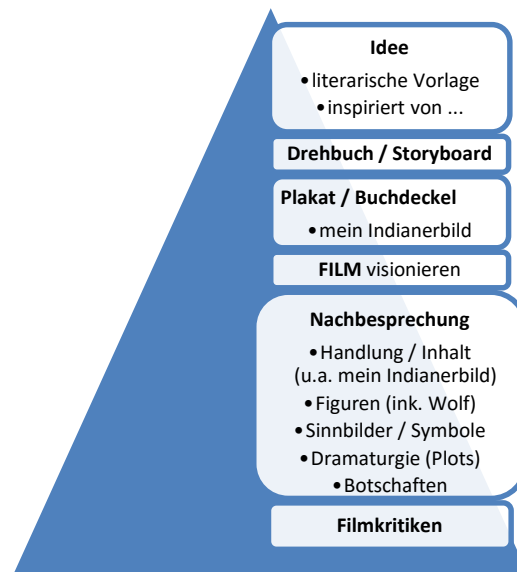 Idee
•literarische Vorlage
•inspiriert von ...
Drehbuch / Storyboard
Plakat / Buchdeckel
•mein Indianerbild
FILM visionieren
Nachbesprechung
•Handlung / Inhalt
(u.a. mein Indianerbild)
•Figuren (ink. Wolf)
•Sinnbilder / Symbole
•Dramaturgie (Plots)
•Botschaften
Filmkritiken